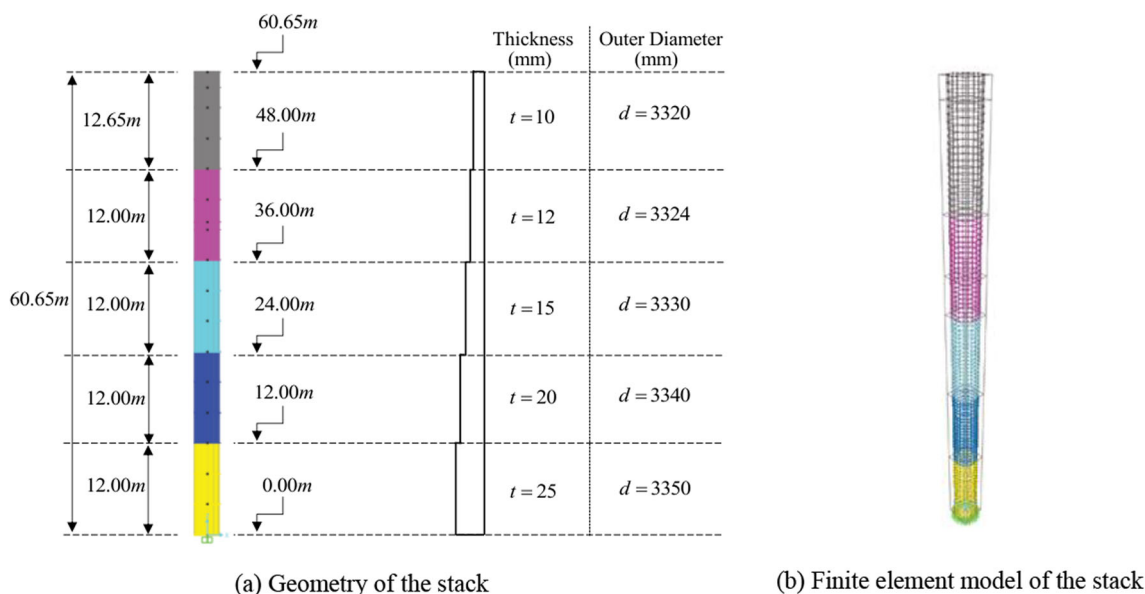 60.65m
Thickness
(mm)
Outer Diameter
(mm)
12.65m
48.00m
t = 10
d = 3320
12.00m
36.00m
t = 12
d = 3324
60.65m
12.00m
24.00m
t = 15
d = 3330
12.00m
12.00m
t = 20
d = 3340
12.00m
0.00m
t = 25
d = 3350
(a) Geometry of the stack
(b) Finite element model of the stack